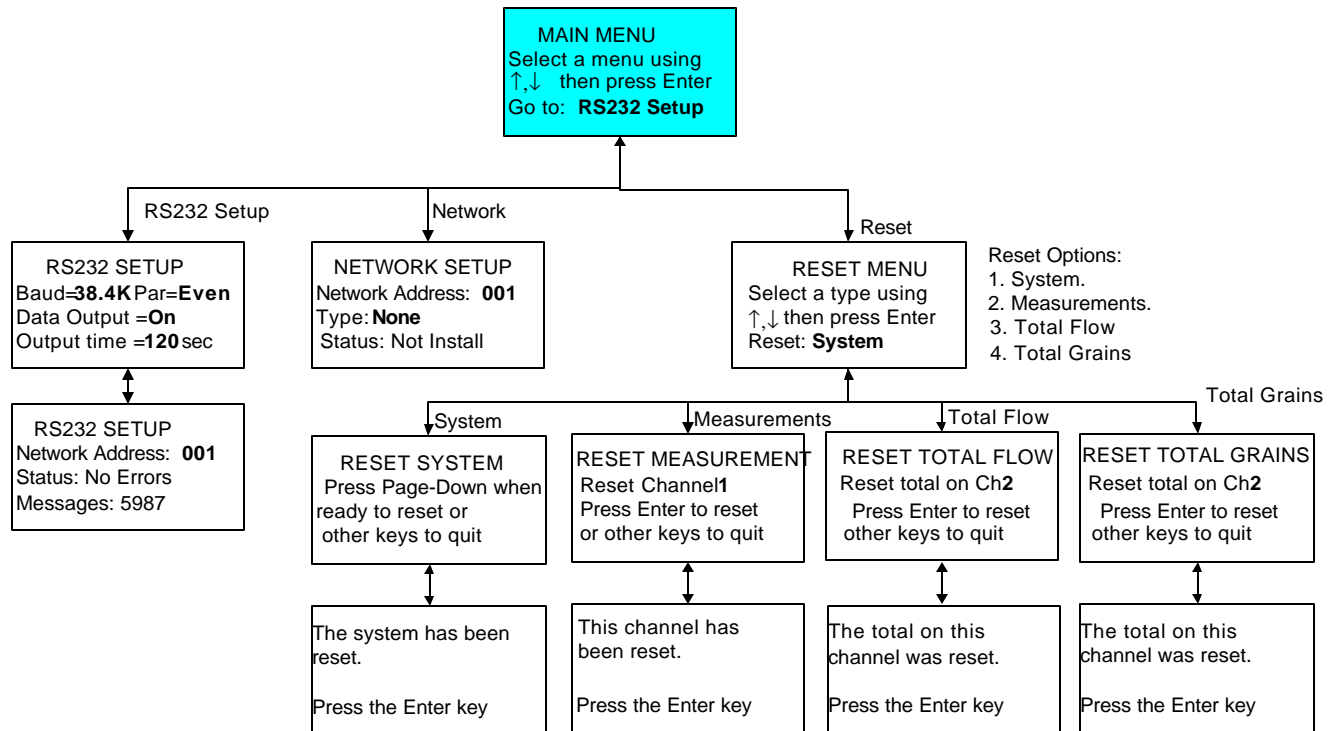 MAIN MENU
Select a menu using
↑,↓ then press Enter
Go to: RS232 Setup
RS232 Setup
Network
Reset
RS232 SETUP
Baud=38.4K Par=Even
Data Output =On
Output time =120 sec
NETWORK SETUP
Network Address: 001
Type: None
Status: Not Install
RESET MENU
Select a type using
↑,↓ then press Enter
Reset: System
Reset Options:
1. System.
2. Measurements.
3. Total Flow
4. Total Grains
RS232 SETUP
Network Address: 001
Status: No Errors
Messages: 5987
System
Measurements
Total Flow
Total Grains
RESET SYSTEM
Press Page-Down when
ready to reset or
other keys to quit
RESET MEASUREMENT
Reset Channel1
Press Enter to reset
or other keys to quit
RESET TOTAL FLOW
Reset total on Ch2
Press Enter to reset
other keys to quit
RESET TOTAL GRAINS
Reset total on Ch2
Press Enter to reset
other keys to quit
The system has been
reset.
Press the Enter key
This channel has
been reset.
Press the Enter key
The total on this
channel was reset.
Press the Enter key
The total on this
channel was reset.
Press the Enter key